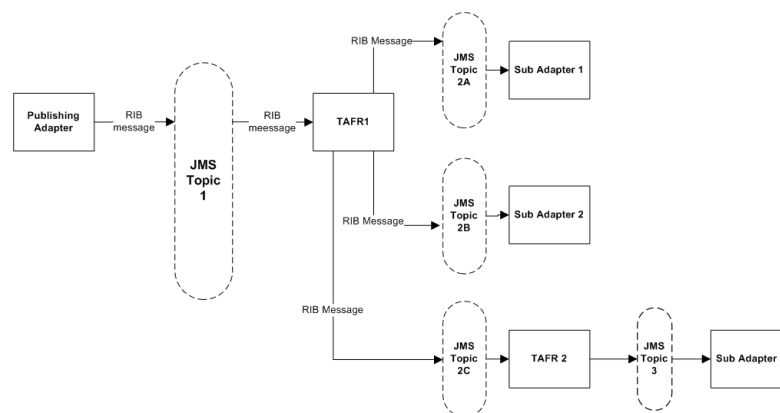 RIB Message
JMS
Topic
2A
Sub Adapter 1
Publishing
Adapter
RIB
message
JMS
Topic
1
RIB
meessage
TAFR1
RIB Message
JMS
Topic
2B
Sub Adapter 2
RIB Message
JMS
Topic
2C
TAFR 2
JMS
Topic
3
Sub Adapter